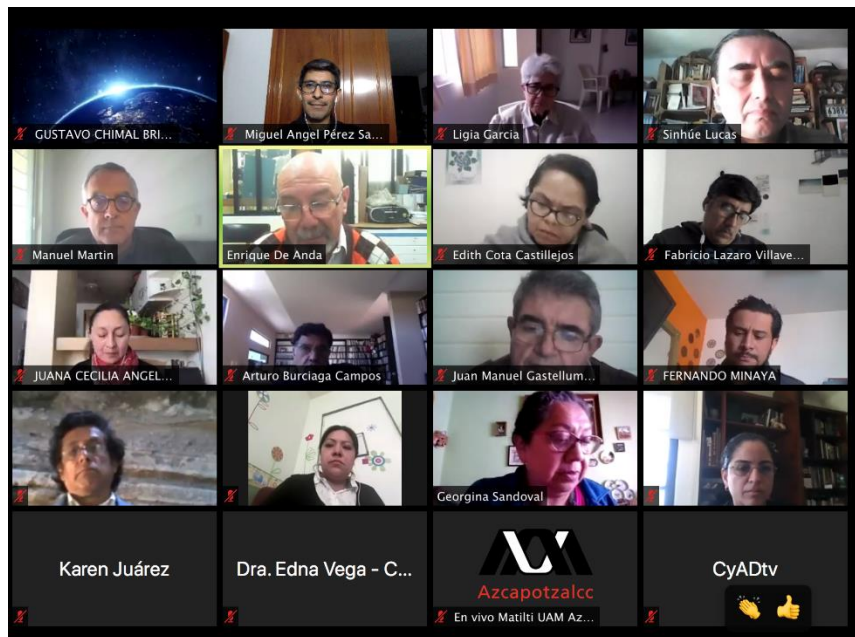 GUSTAVO CHIMAL BRI...
Miguel Angel Pérez Sa...
Ligia Garcia
Sinhúe Lucas
Manuel Martin
Enrique De Anda
Edith Cota Castillejos
Fabricio Lazaro Villave...
JUANA CECILIA ANGEL...
Arturo Burciaga Campos
Juan Manuel Gastellum...
FERNANDO MINAYA
Georgina Sandoval
Karen Juárez
Dra. Edna Vega - C...
Azcapotzalcc
En vivo Matilti UAM Az...
CyADtv